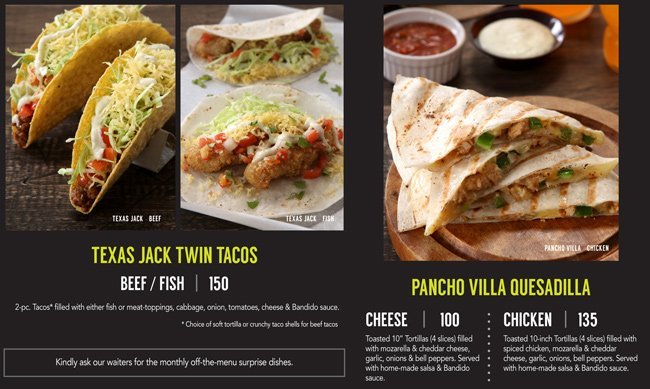 TEXAS JACK BEEF
TEXAS JACK FISH
TEXAS JACK TWIN TACOS
BEEF / FISH | 150
2-pc. Tacos* filled with either fish or meat-toppings, cabbage, onion, tomatoes, cheese & Bandido sauce.
* Choice of soft tortilla or crunchy taco shells for beef tacos
Kindly ask our waiters for the monthly off-the-menu surprise dishes.
PANCHO VILLA CHICKEN
PANCHO VILLA QUESADILLA
CHEESE | 100
Toasted 10" Tortillas (4 slices) filled
with mozarella & cheddar cheese,
garlic, onions & bell peppers. Served
with home-made salsa & Bandido
sauce.
CHICKEN | 135
Toasted 10-inch Tortillas (4 slices) filled with
spiced chicken, mozarella & cheddar
cheese, garlic, onions, bell peppers. Served
with home-made salsa & Bandido sauce.